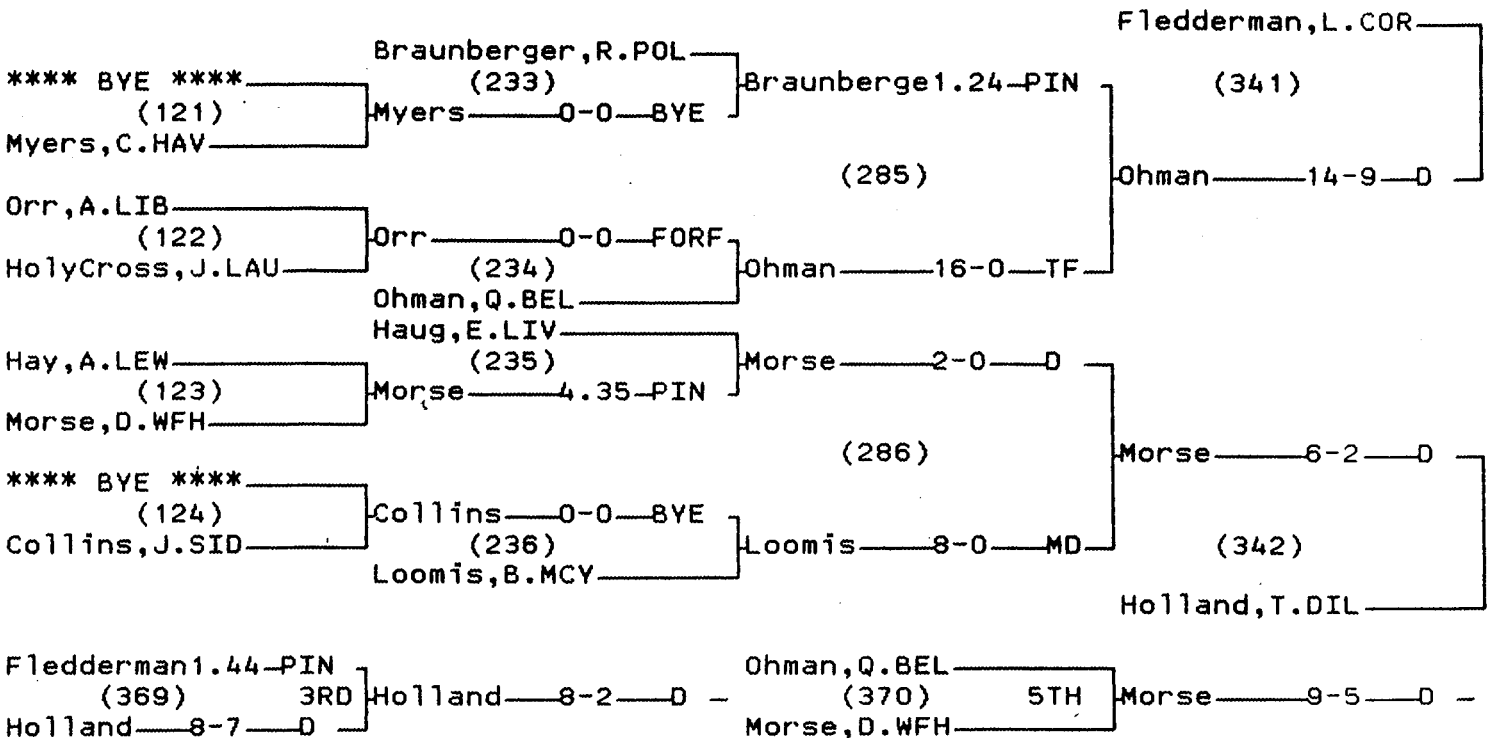 Fledderman,L.COR
Braunberger,R.POL
**** BYE **** (233) Braunberge1.24 PIN (341)
(121) Myers 0-0 BYE
Myers,C.HAV
(285) Ohman 14-9 D
Orr,A.LIB
(122) Orr 0-0 FORF
HolyCross,J.LAU (234) Ohman 16-0 TF
Ohman,Q.BEL
Haug,E.LIV
Hay,A.LEW (235) Morse 2-0 D
(123) Morse 4.35 PIN
Morse,D.WFH
(286) Morse 6-2 D
**** BYE ****
(124) Collins 0-0 BYE
Collins,J.SID (236) Loomis 8-0 MD (342)
Loomis,B.MCY
Holland,T.DIL
Fledderman1.44 PIN Ohman,Q.BEL
(369) 3RD Holland 8-2 D (370) 5TH Morse 9-5 D
Holland 8-7 D Morse,D.WFH